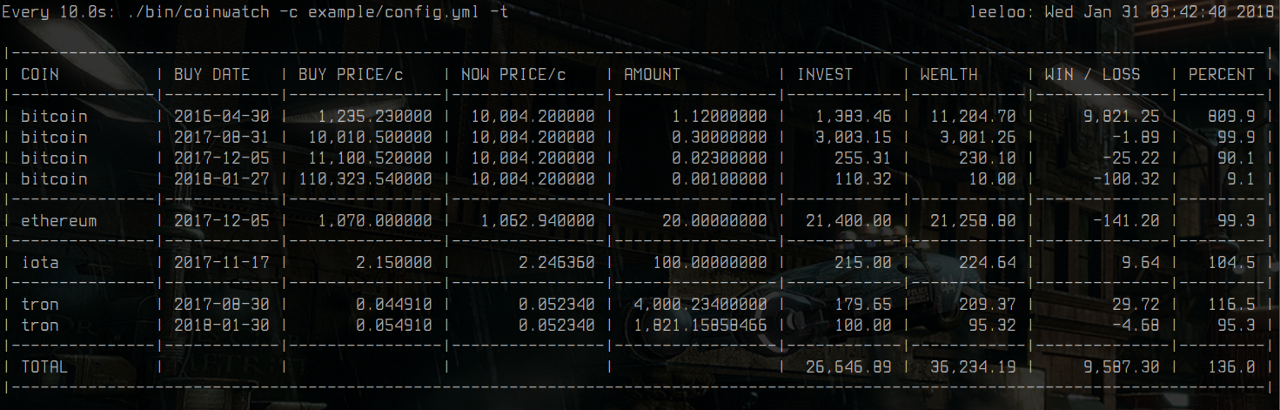 Every 10.0s: ./bin/coinwatch -c example/config.yml -t leeloo: Wed Jan 31 03:42:40 2018
| COIN | BUY DATE | BUY PRICE/c | NOW PRICE/c | AMOUNT | INVEST | WEALTH | WIN / LOSS | PERCENT |
| bitcoin | 2016-04-30 | 1,235.230000 | 10,004.200000 | 1.12000000 | 1,383.46 | 11,204.70 | 9,821.25 | 809.9 |
| bitcoin | 2017-08-31 | 10,010.500000 | 10,004.200000 | 0.30000000 | 3,003.15 | 3,001.26 | -1.89 | 99.9 |
| bitcoin | 2017-12-05 | 11,100.520000 | 10,004.200000 | 0.02300000 | 255.31 | 230.10 | -25.22 | 90.1 |
| bitcoin | 2018-01-27 | 110,323.540000 | 10,004.200000 | 0.00100000 | 110.32 | 10.00 | -100.32 | 9.1 |
| ethereum | 2017-12-05 | 1,070.000000 | 1,062.940000 | 20.00000000 | 21,400.00 | 21,258.80 | -141.20 | 99.3 |
| iota | 2017-11-17 | 2.150000 | 2.246360 | 100.00000000 | 215.00 | 224.64 | 9.64 | 104.5 |
| tron | 2017-08-30 | 0.044910 | 0.052340 | 4,000.23400000 | 179.65 | 209.37 | 29.72 | 116.5 |
| tron | 2018-01-30 | 0.054910 | 0.052340 | 1,821.15858466 | 100.00 | 95.32 | -4.68 | 95.3 |
| TOTAL | | | | | 26,646.89 | 36,234.19 | 9,587.30 | 136.0 |